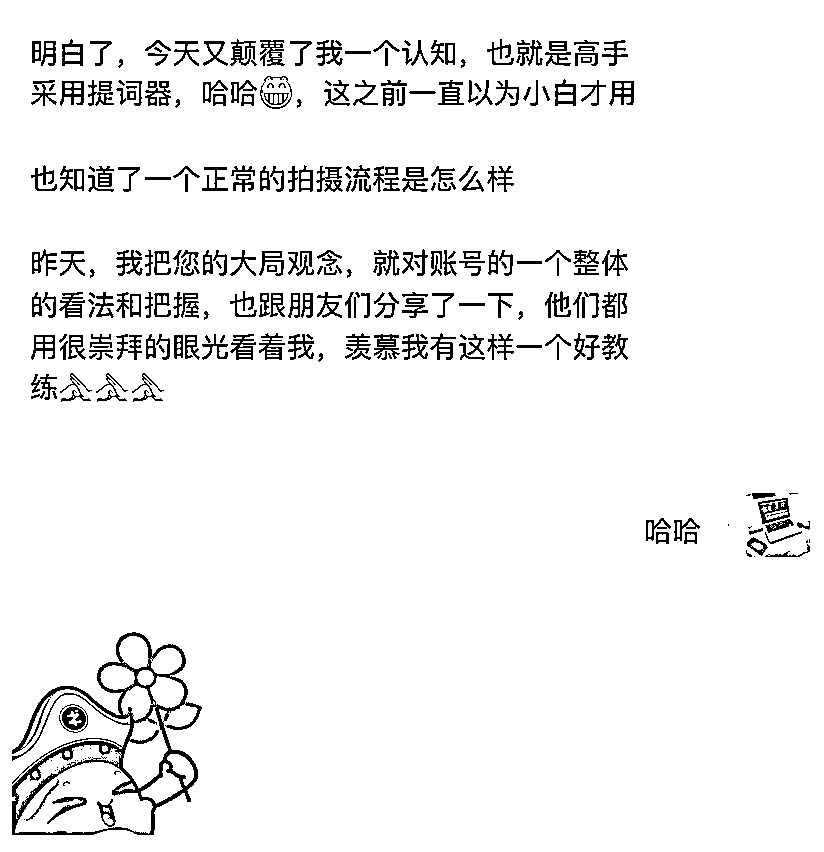 明白了，今天又颠覆了我一个认知，也就是高手
采用提词器，哈哈😁，这之前一直以为小白才用
也知道了一个正常的拍摄流程是怎么样
昨天，我把您的大局观念，就对账号的一个整体
的看法和把握，也跟朋友们分享了一下，他们都
用很崇拜的眼光看着我，羡慕我有这样一个好教
练🙏🙏🙏
哈哈